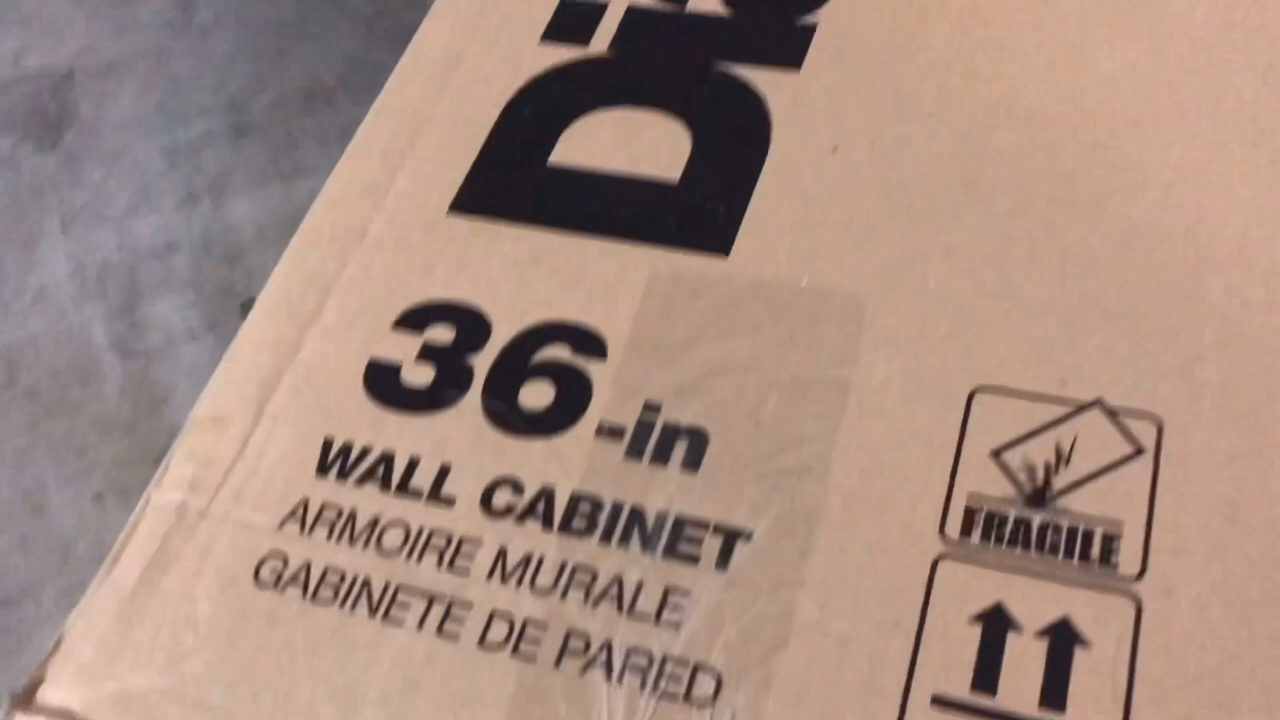 36-in
WALL CABINET
ARMOIRE MURALE
GABINETE DE PARED
FRAGILE